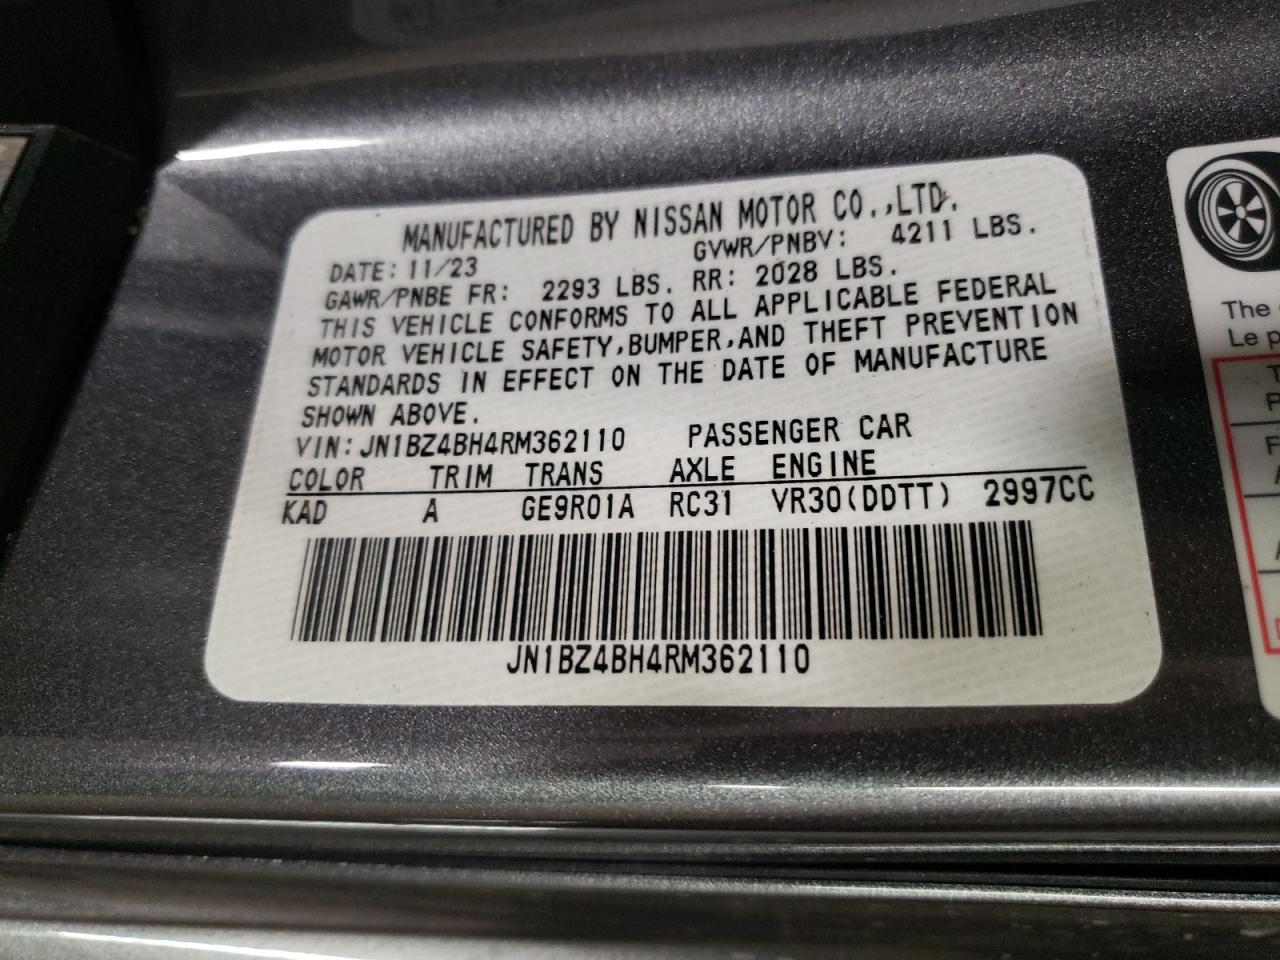 MANUFACTURED BY NISSAN MOTOR CO.,LTD.
DATE: 11/23 GVWR/PNBV: 4211 LBS.
GAWR/PNBE FR: 2293 LBS. RR: 2028 LBS.
THIS VEHICLE CONFORMS TO ALL APPLICABLE FEDERAL
MOTOR VEHICLE SAFETY,BUMPER,AND THEFT PREVENTION
STANDARDS IN EFFECT ON THE DATE OF MANUFACTURE
SHOWN ABOVE.
VIN:JN1BZ4BH4RM362110 PASSENGER CAR
COLOR TRIM TRANS AXLE ENGINE
KAD A GE9R01A RC31 VR30(DDTT) 2997CC
JN1BZ4BH4RM362110
The
Le